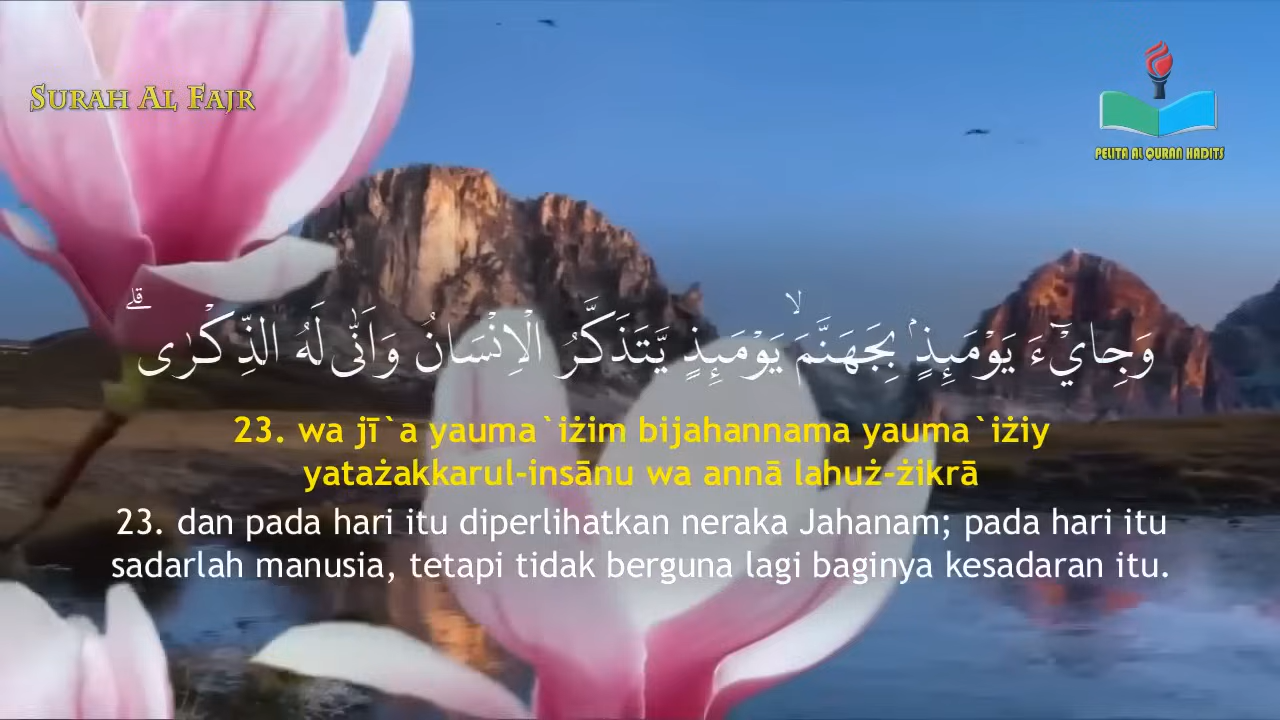 SURAH AL FAJR
PELITA AL QURAN HADITS
وَجِايْۤءَ يَوْمَىِٕذٍۢ بِجَهَنَّمَۙ يَوْمَىِٕذٍ يَّتَذَكَّرُ الْاِنْسَانُ وَاَنّٰى لَهُ الذِّكْرٰىۗ
23. wa jī`a yauma`iżim bijahannama yauma`iżiy
yatażakkarul-insānu wa annā lahuż-żikrā
23. dan pada hari itu diperlihatkan neraka Jahanam; pada hari itu
sadarlah manusia, tetapi tidak berguna lagi baginya kesadaran itu.